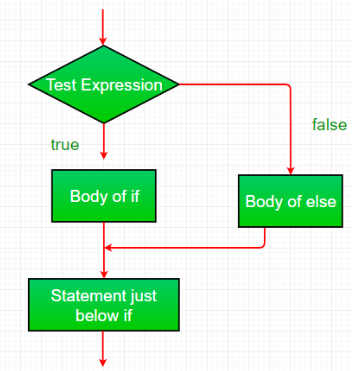 Test Expression
true
false
Body of if
Body of else
Statement just
below if